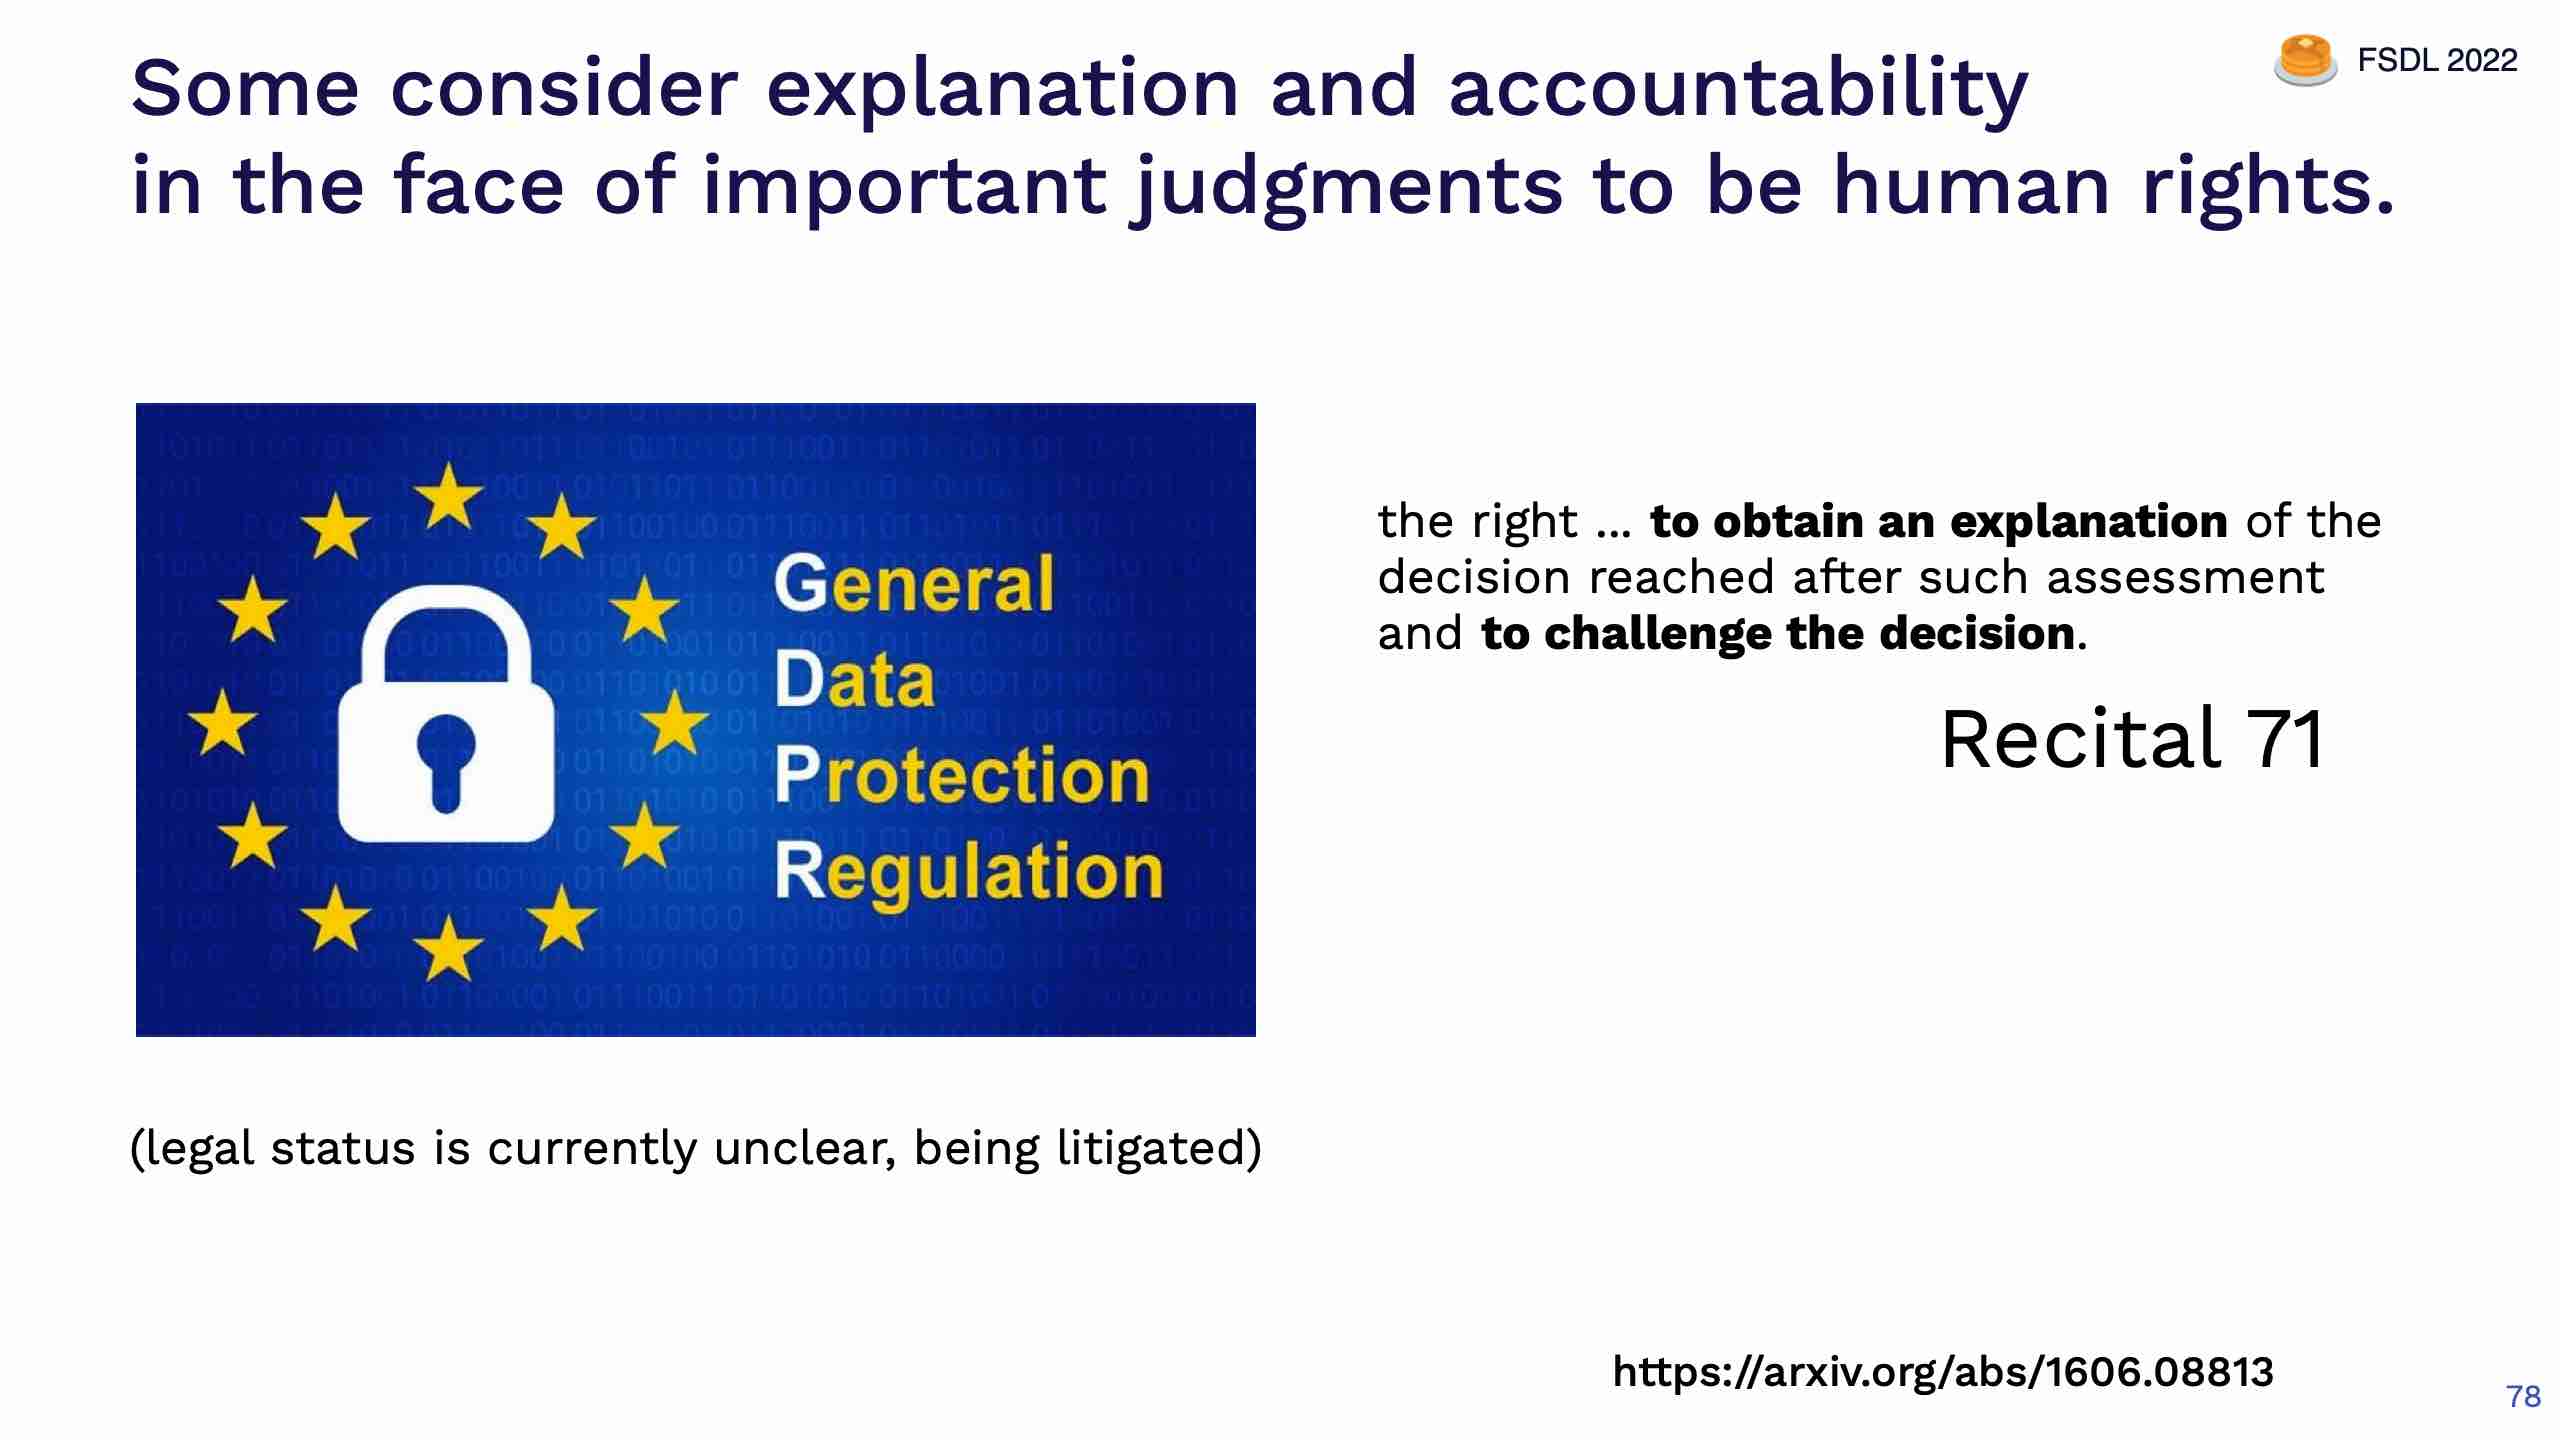 Some consider explanation and accountability
in the face of important judgments to be human rights.
FSDL 2022
General
Data
Protection
Regulation
the right ... to obtain an explanation of the
decision reached after such assessment
and to challenge the decision.
Recital 71
(legal status is currently unclear, being litigated)
https://arxiv.org/abs/1606.08813
78